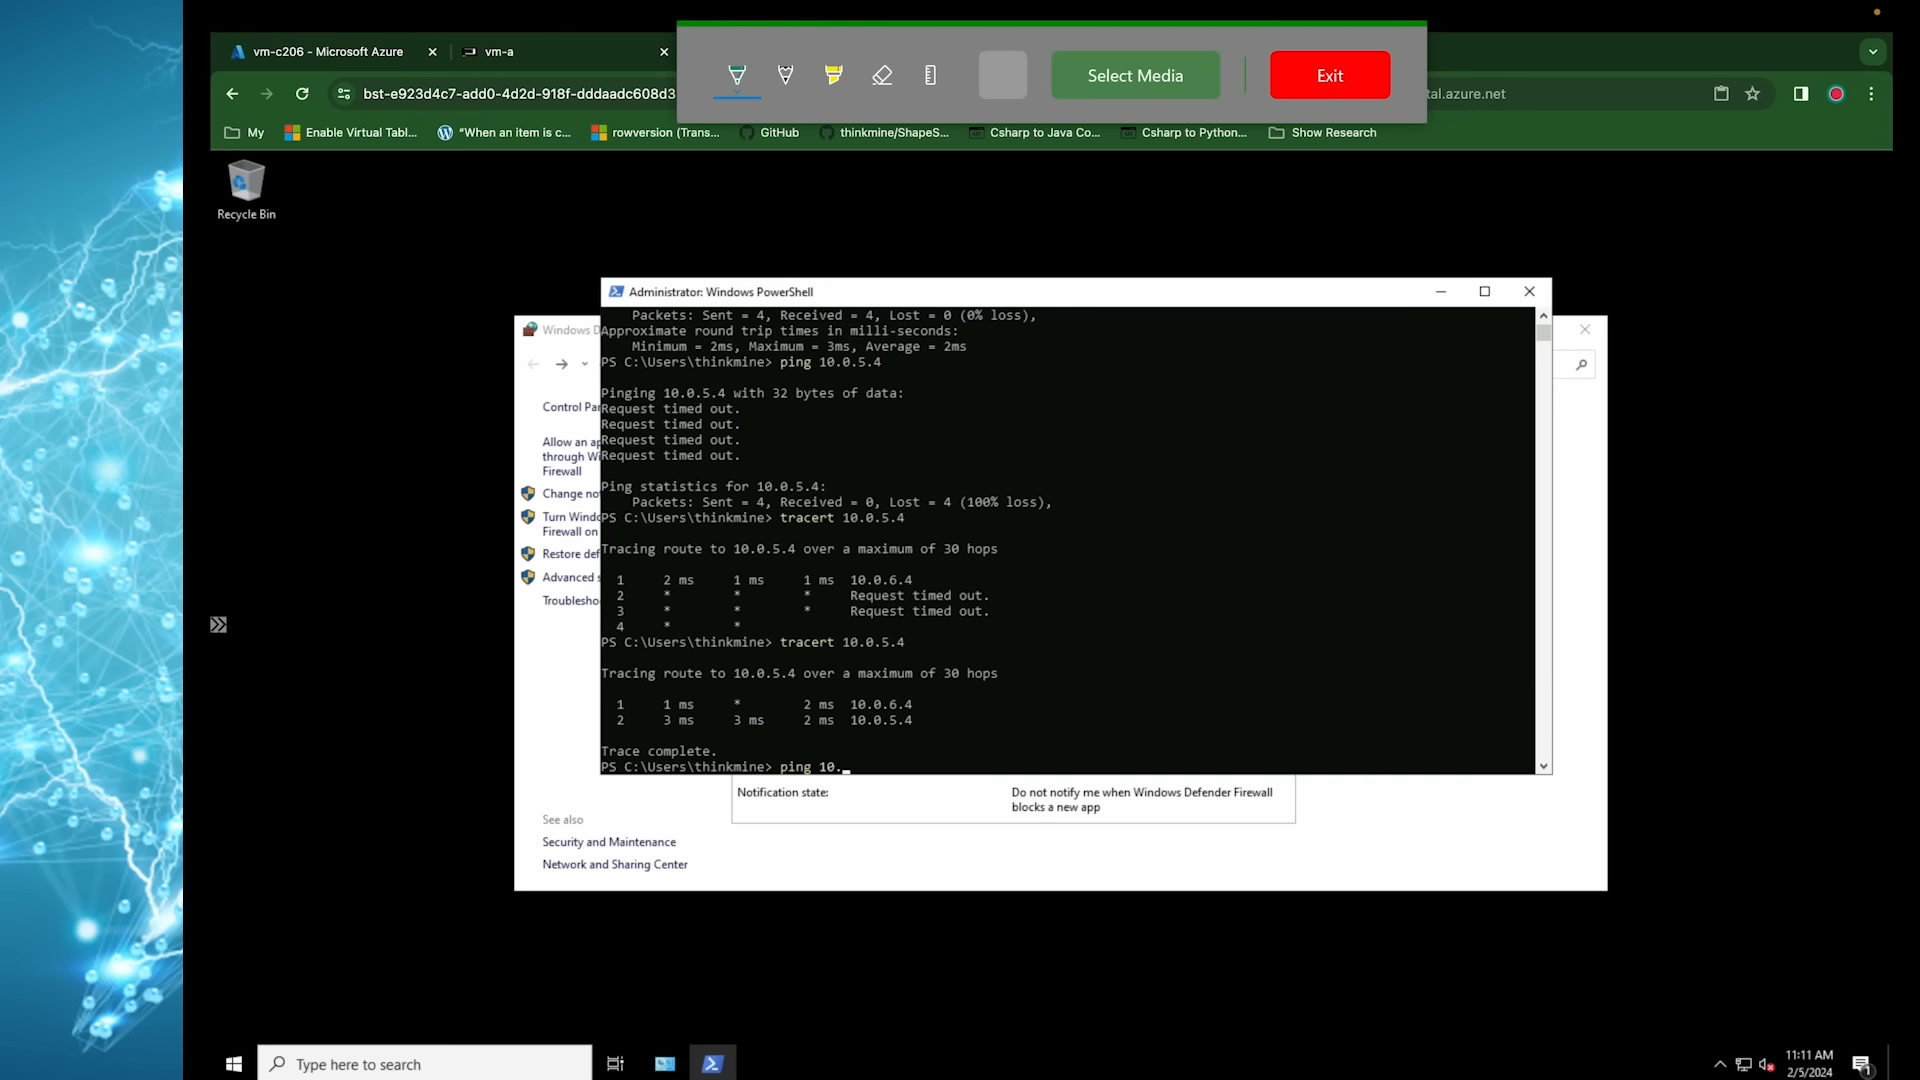 vm-c206 - Microsoft Azure
vm-a
Select Media
Exit
bst-e923d4c7-add0-4d2d-918f-dddaadc608d3
tal.azure.net
My
Enable Virtual Tabl...
"When an item is c...
rowversion (Trans...
GitHub
thinkmine/ShapeS...
Csharp to Java Co...
Csharp to Python...
Show Research
Recycle Bin
Administrator: Windows PowerShell
Packets: Sent = 4, Received = 4, Lost = 0 (0% loss),
Approximate round trip times in milli-seconds:
Minimum = 2ms, Maximum = 3ms, Average = 2ms
PS C:\Users\thinkmine> ping 10.0.5.4
Pinging 10.0.5.4 with 32 bytes of data:
Request timed out.
Request timed out.
Request timed out.
Request timed out.
Ping statistics for 10.0.5.4:
Packets: Sent = 4, Received = 0, Lost = 4 (100% loss),
PS C:\Users\thinkmine> tracert 10.0.5.4
Tracing route to 10.0.5.4 over a maximum of 30 hops
1 2 ms 1 ms 1 ms 10.0.6.4
2 * * * Request timed out.
3 * * * Request timed out.
4 * *
PS C:\Users\thinkmine> tracert 10.0.5.4
Tracing route to 10.0.5.4 over a maximum of 30 hops
1 1 ms * 2 ms 10.0.6.4
2 3 ms 3 ms 2 ms 10.0.5.4
Trace complete.
PS C:\Users\thinkmine> ping 10._
Windows D
Control Pan
Allow an ap
through Wi
Firewall
Change no
Turn Windo
Firewall on
Restore def
Advanced s
Troublesho
Notification state:
Do not notify me when Windows Defender Firewall
blocks a new app
See also
Security and Maintenance
Network and Sharing Center
Type here to search
11:11 AM
2/5/2024
1